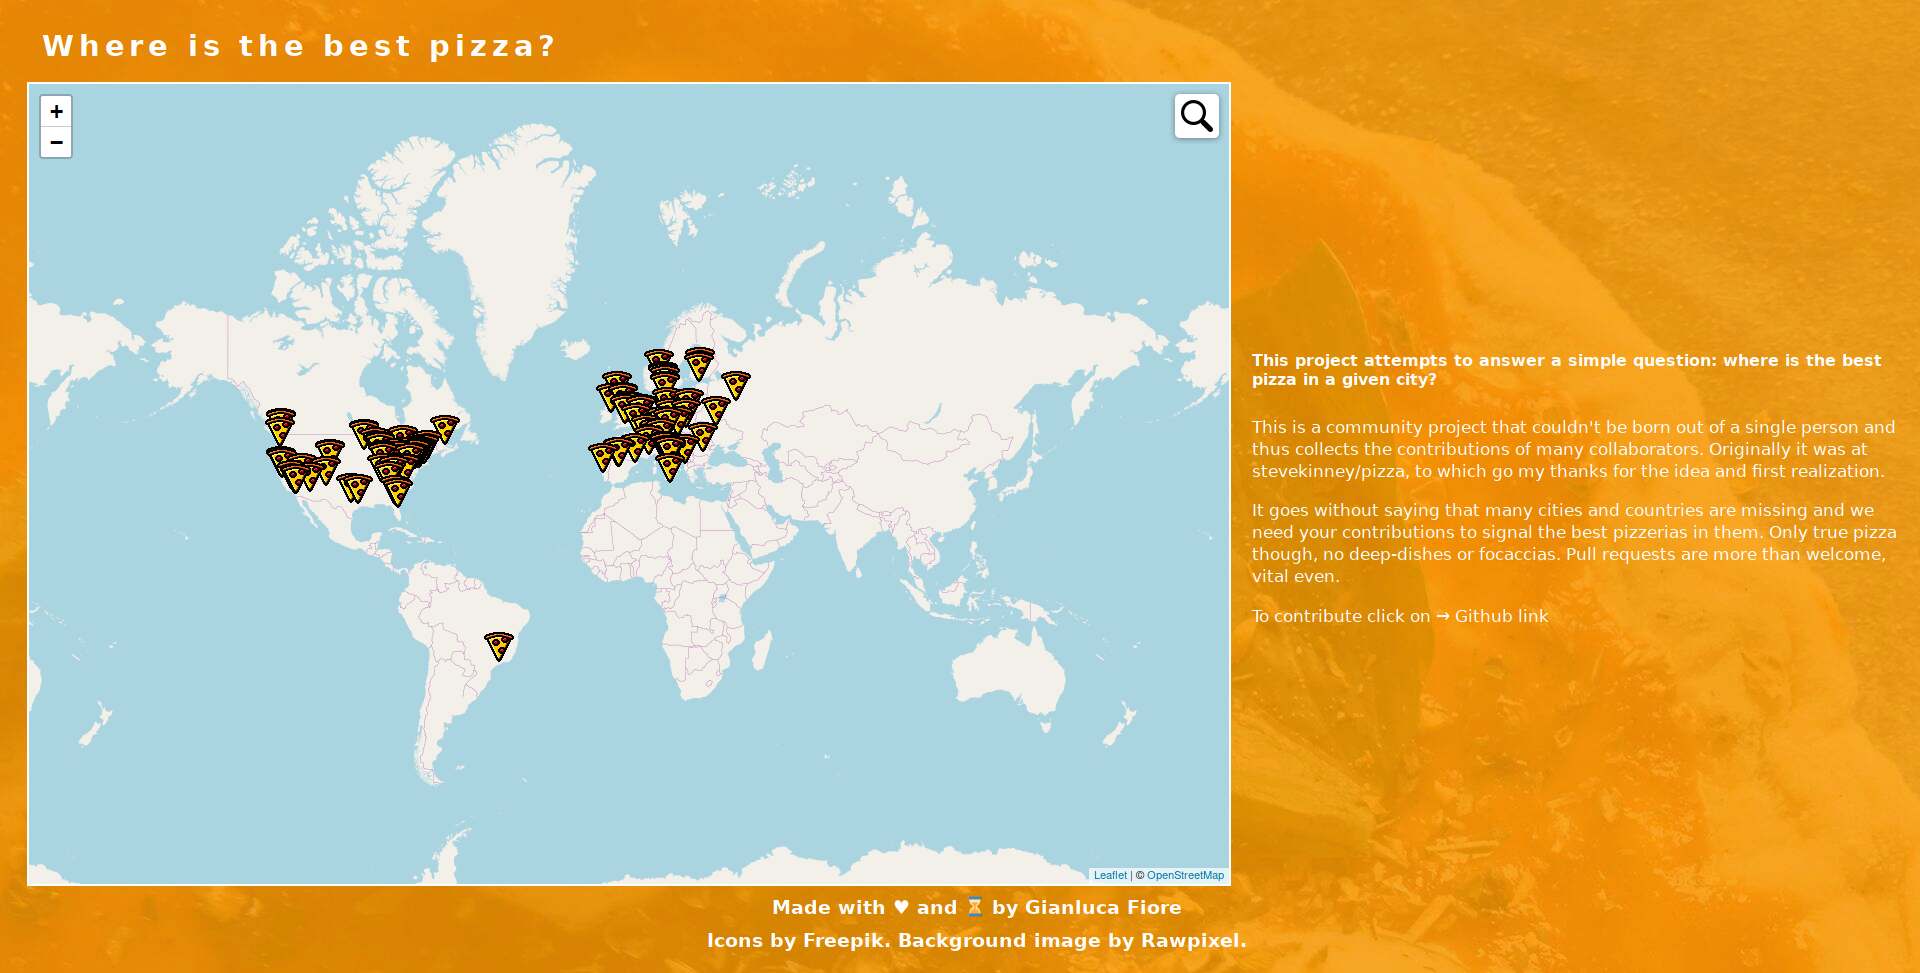 Where is the best pizza?
+
−
This project attempts to answer a simple question: where is the best
pizza in a given city?
This is a community project that couldn't be born out of a single person and
thus collects the contributions of many collaborators. Originally it was at
stevekinney/pizza, to which go my thanks for the idea and first realization.
It goes without saying that many cities and countries are missing and we
need your contributions to signal the best pizzerias in them. Only true pizza
though, no deep-dishes or focaccias. Pull requests are more than welcome,
vital even.
To contribute click on → Github link
Leaflet | © OpenStreetMap
Made with ♥ and ⏳ by Gianluca Fiore
Icons by Freepik. Background image by Rawpixel.